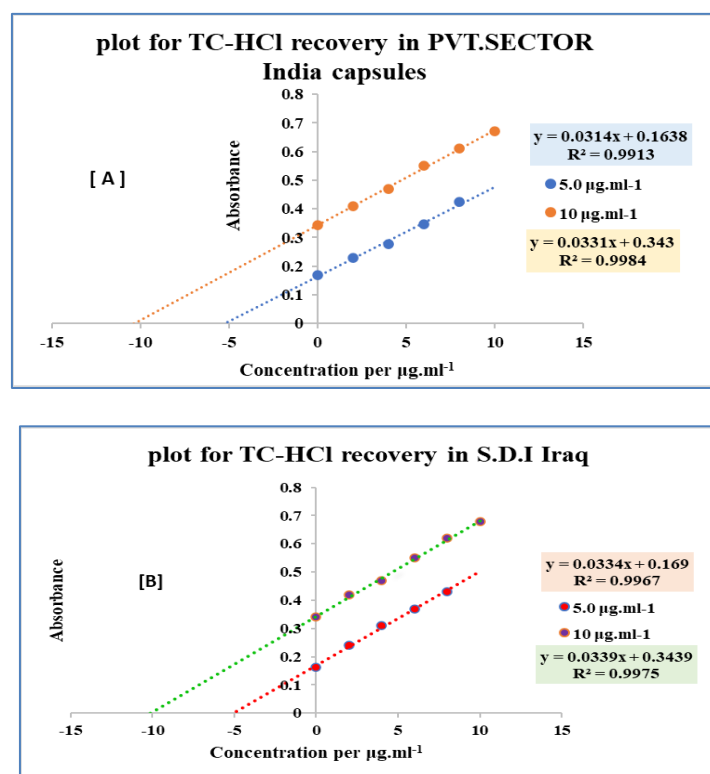 plot for TC-HCl recovery in PVT.SECTOR
India capsules
[ A ]
Absorbance
0.8
0.7
0.6
0.5
0.4
0.3
0.2
0.1
0
-15 -10 -5 0 5 10 15
Concentration per µg.ml-1
y = 0.0314x + 0.1638
R² = 0.9913
5.0 µg.ml-1
10 µg.ml-1
y = 0.0331x + 0.343
R² = 0.9984
plot for TC-HCl recovery in S.D.I Iraq
[B]
Absorbance
0.8
0.7
0.6
0.5
0.4
0.3
0.2
0.1
0
-15 -10 -5 0 5 10 15
Concentration per µg.ml-1
y = 0.0334x + 0.169
R² = 0.9967
5.0 µg.ml-1
10 µg.ml-1
y = 0.0339x + 0.3439
R² = 0.9975